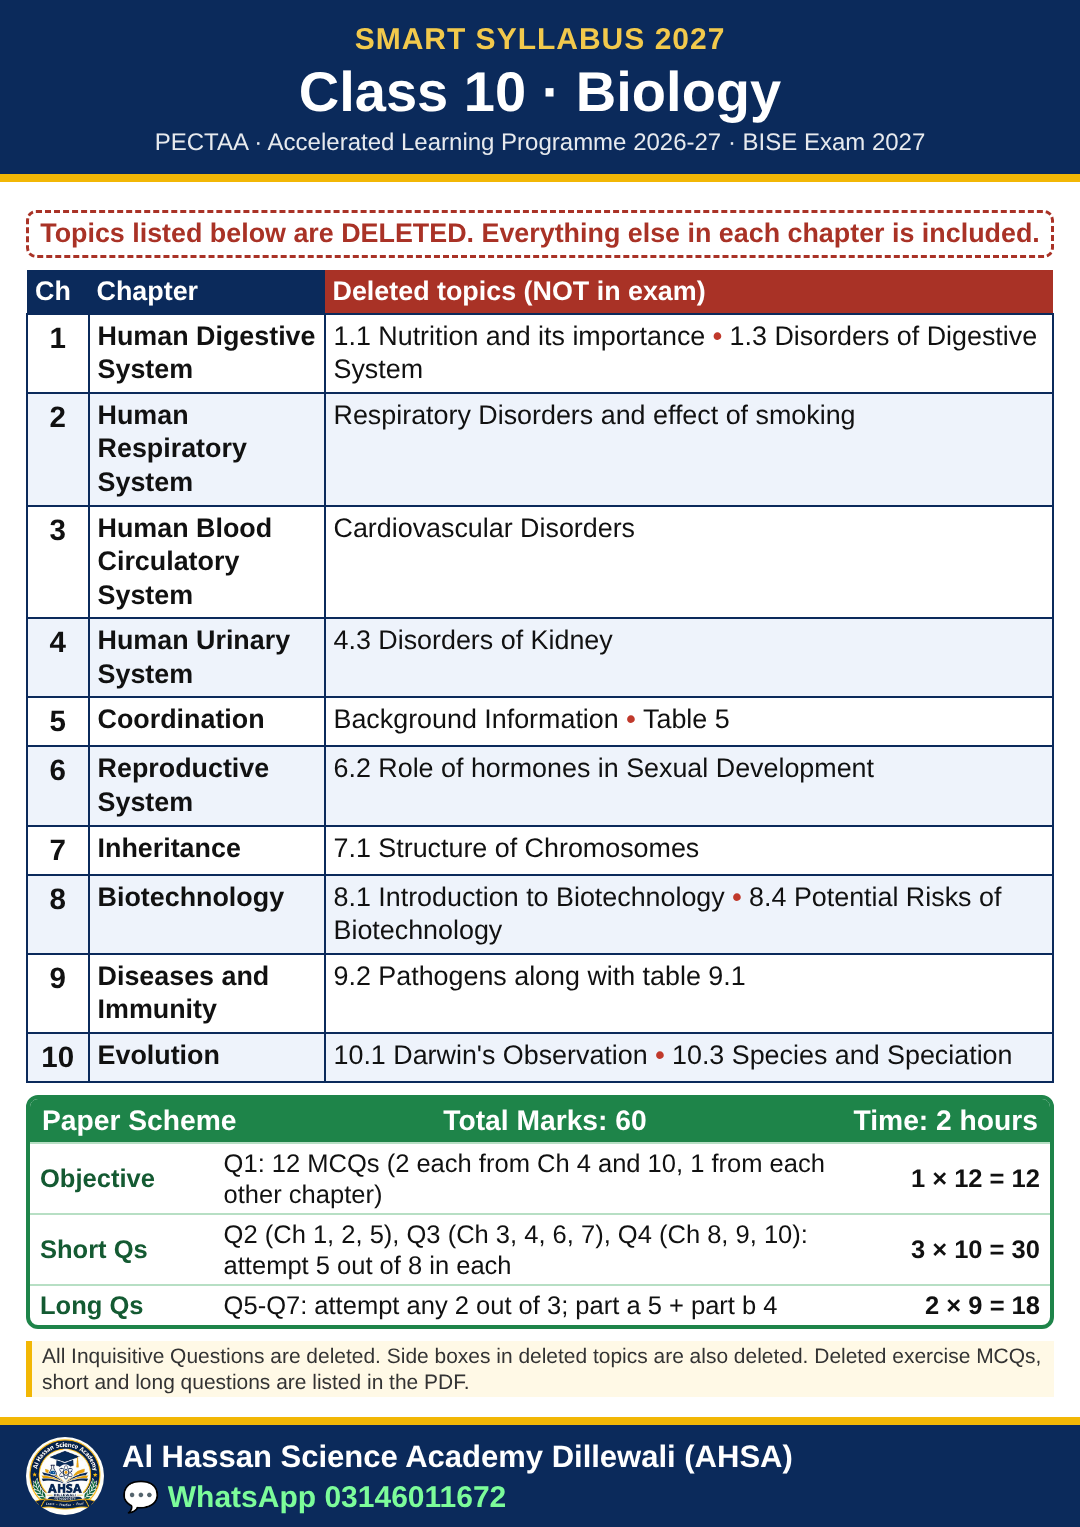 SMART SYLLABUS 2027
Class 10 · Biology
PECTAA · Accelerated Learning Programme 2026-27 · BISE Exam 2027
Topics listed below are DELETED. Everything else in each chapter is included.
Ch Chapter Deleted topics (NOT in exam)
1 Human Digestive System 1.1 Nutrition and its importance • 1.3 Disorders of Digestive System
2 Human Respiratory System Respiratory Disorders and effect of smoking
3 Human Blood Circulatory System Cardiovascular Disorders
4 Human Urinary System 4.3 Disorders of Kidney
5 Coordination Background Information • Table 5
6 Reproductive System 6.2 Role of hormones in Sexual Development
7 Inheritance 7.1 Structure of Chromosomes
8 Biotechnology 8.1 Introduction to Biotechnology • 8.4 Potential Risks of Biotechnology
9 Diseases and Immunity 9.2 Pathogens along with table 9.1
10 Evolution 10.1 Darwin's Observation • 10.3 Species and Speciation
Paper Scheme Total Marks: 60 Time: 2 hours
Objective Q1: 12 MCQs (2 each from Ch 4 and 10, 1 from each other chapter) 1 × 12 = 12
Short Qs Q2 (Ch 1, 2, 5), Q3 (Ch 3, 4, 6, 7), Q4 (Ch 8, 9, 10): attempt 5 out of 8 in each 3 × 10 = 30
Long Qs Q5-Q7: attempt any 2 out of 3; part a 5 + part b 4 2 × 9 = 18
All Inquisitive Questions are deleted. Side boxes in deleted topics are also deleted. Deleted exercise MCQs,
short and long questions are listed in the PDF.
Al Hassan Science Academy
AHSA
DILLEWALI
Al Hassan Science Academy Dillewali (AHSA)
WhatsApp 03146011672